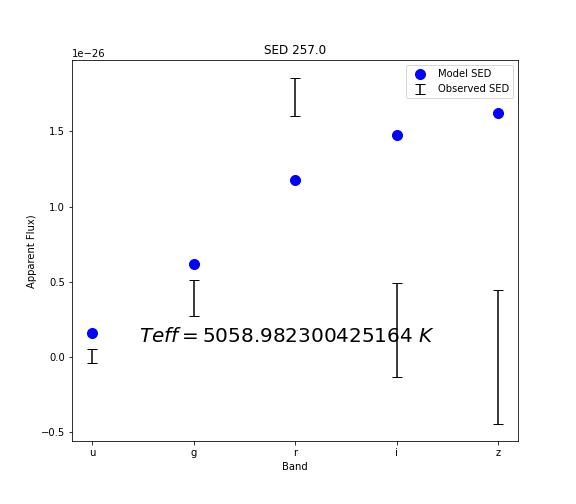 SED 257.0
1e−26
Model SED
Observed SED
1.5
1.0
0.5
0.0
−0.5
Apparent Flux)
Teff = 5058.982300425164 K
u g r i z
Band